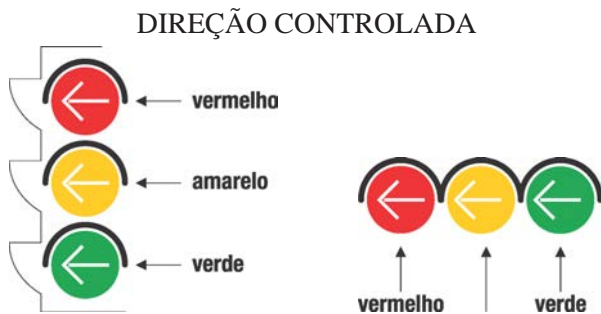 DIREÇÃO CONTROLADA
vermelho
amarelo
verde
vermelho
verde